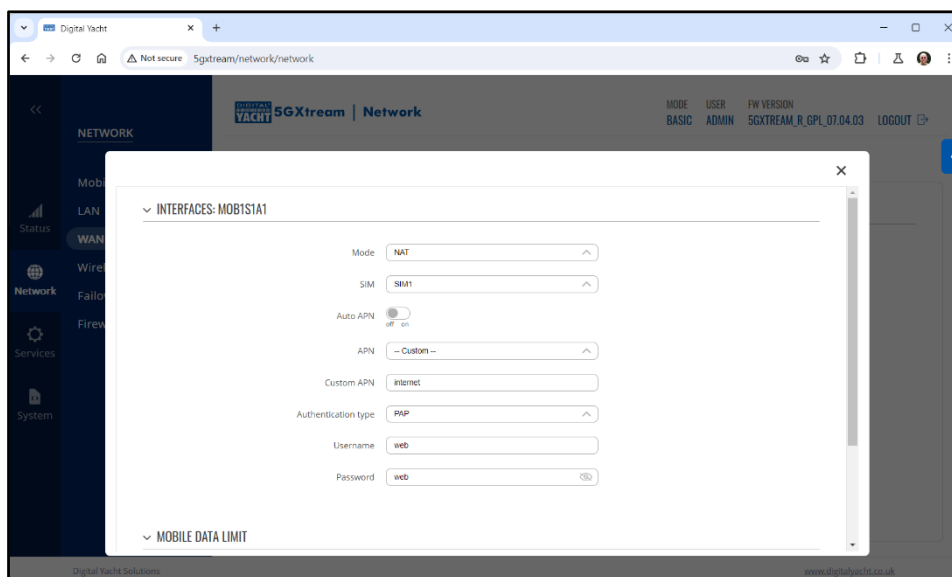 Digital Yacht
Not secure 5gxtream/network/network
DIGITAL YACHT 5GXtream | Network
MODE USER FW VERSION
BASIC ADMIN 5GXTREAM_R_GPL_07.04.03 LOGOUT
NETWORK
Mobi
LAN
WAN
Wirel
Failo
Firew
Status
Network
Services
System
INTERFACES: MOB1S1A1
Mode NAT
SIM SIM1
Auto APN
off on
APN -- Custom --
Custom APN internet
Authentication type PAP
Username web
Password web
MOBILE DATA LIMIT
Digital Yacht Solutions www.digitalyacht.co.uk